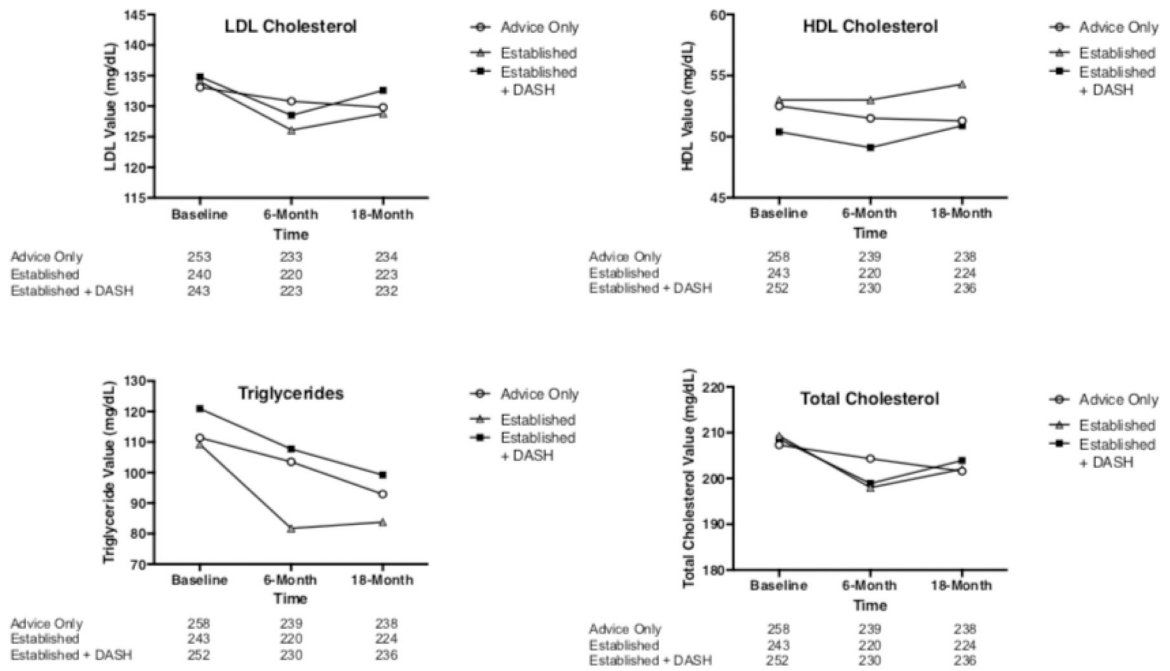 LDL Cholesterol
LDL Value (mg/dL)
145
140
135
130
125
120
115
Baseline 6-Month 18-Month
Time
Advice Only
Established
Established
+ DASH
Advice Only 253 233 234
Established 240 220 223
Established + DASH 243 223 232
HDL Cholesterol
HDL Value (mg/dL)
60
55
50
45
Baseline 6-Month 18-Month
Time
Advice Only
Established
Established
+ DASH
Advice Only 258 239 238
Established 243 220 224
Established + DASH 252 230 236
Triglycerides
Triglyceride Value (mg/dL)
130
120
110
100
90
80
70
Baseline 6-Month 18-Month
Time
Advice Only
Established
Established
+ DASH
Advice Only 258 239 238
Established 243 220 224
Established + DASH 252 230 236
Total Cholesterol
Total Cholesterol Value (mg/dL)
220
210
200
190
180
Baseline 6-Month 18-Month
Time
Advice Only
Established
Established
+ DASH
Advice Only 258 239 238
Established 243 220 224
Established + DASH 252 230 236